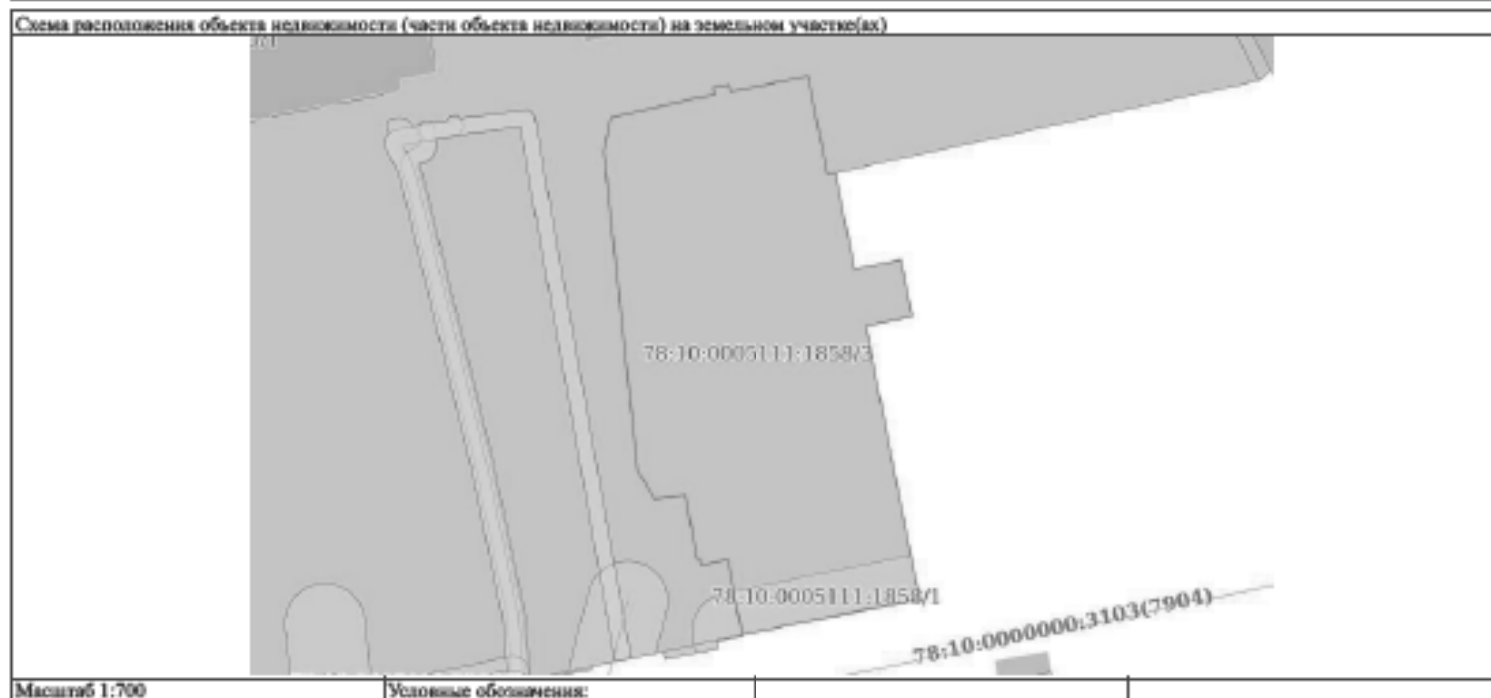 Схема расположения объекта недвижимости (части объекта недвижимости) на земельном участке(ах)
78:10:0005111:1858/3
78:10:0005111:1858/1
78:10:0000000:3103(7904)
Масштаб 1:700
Условные обозначения: